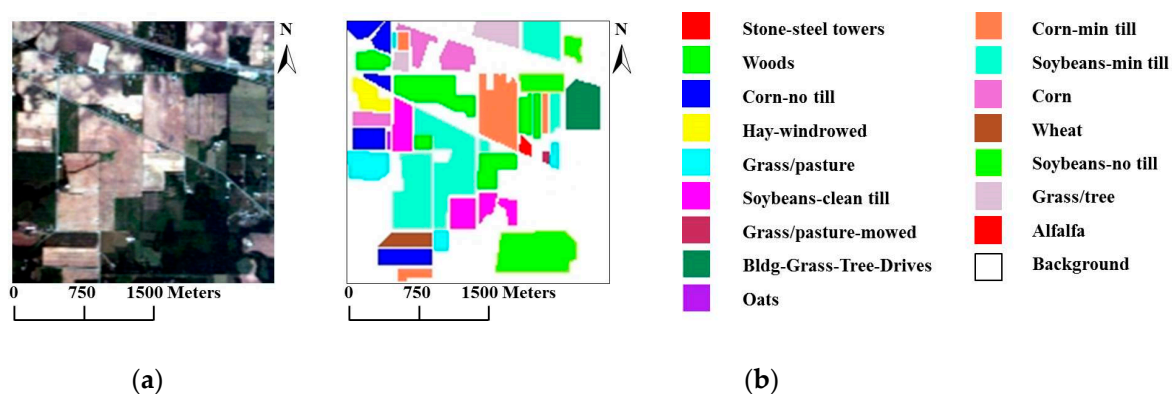 N
0 750 1500 Meters
(a)
N
0 750 1500 Meters
Stone-steel towers
Woods
Corn-no till
Hay-windrowed
Grass/pasture
Soybeans-clean till
Grass/pasture-mowed
Bldg-Grass-Tree-Drives
Oats
Corn-min till
Soybeans-min till
Corn
Wheat
Soybeans-no till
Grass/tree
Alfalfa
Background
(b)